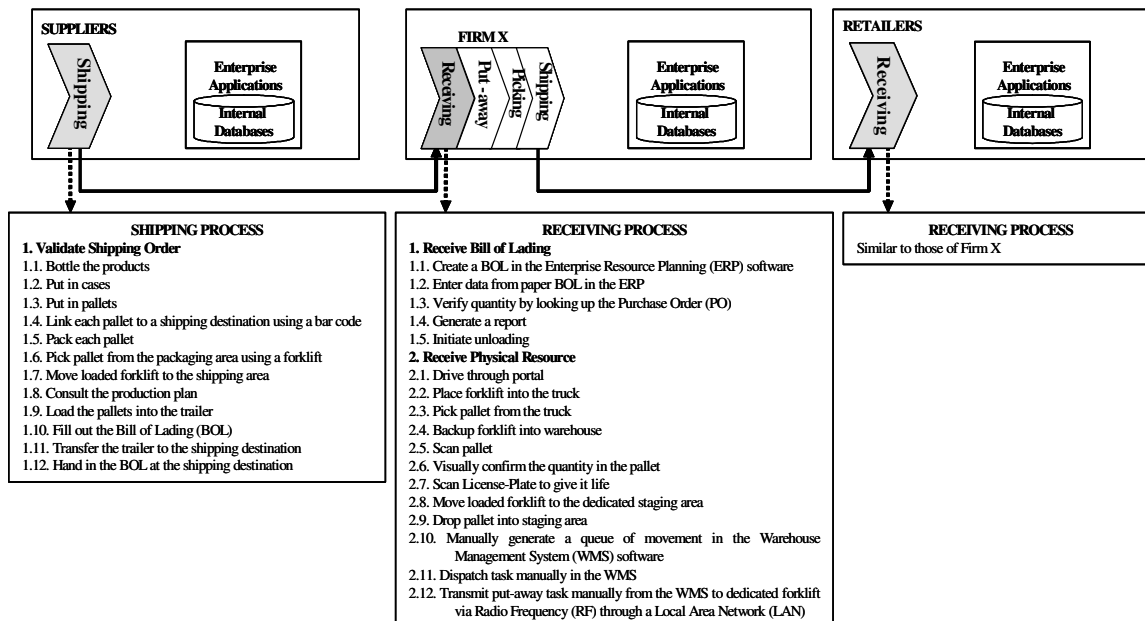 SUPPLIERS
Shipping
Enterprise
Applications
Internal
Databases
FIRM X
Receiving
Put -away
Picking
Shipping
Enterprise
Applications
Internal
Databases
RETAILERS
Receiving
Enterprise
Applications
Internal
Databases
SHIPPING PROCESS
1. Validate Shipping Order
1.1. Bottle the products
1.2. Put in cases
1.3. Put in pallets
1.4. Link each pallet to a shipping destination using a bar code
1.5. Pack each pallet
1.6. Pick pallet from the packaging area using a forklift
1.7. Move loaded forklift to the shipping area
1.8. Consult the production plan
1.9. Load the pallets into the trailer
1.10. Fill out the Bill of Lading (BOL)
1.11. Transfer the trailer to the shipping destination
1.12. Hand in the BOL at the shipping destination
RECEIVING PROCESS
1. Receive Bill of Lading
1.1. Create a BOL in the Enterprise Resource Planning (ERP) software
1.2. Enter data from paper BOL in the ERP
1.3. Verify quantity by looking up the Purchase Order (PO)
1.4. Generate a report
1.5. Initiate unloading
2. Receive Physical Resource
2.1. Drive through portal
2.2. Place forklift into the truck
2.3. Pick pallet from the truck
2.4. Backup forklift into warehouse
2.5. Scan pallet
2.6. Visually confirm the quantity in the pallet
2.7. Scan License-Plate to give it life
2.8. Move loaded forklift to the dedicated staging area
2.9. Drop pallet into staging area
2.10. Manually generate a queue of movement in the Warehouse
Management System (WMS) software
2.11. Dispatch task manually in the WMS
2.12. Transmit put-away task manually from the WMS to dedicated forklift
via Radio Frequency (RF) through a Local Area Network (LAN)
RECEIVING PROCESS
Similar to those of Firm X